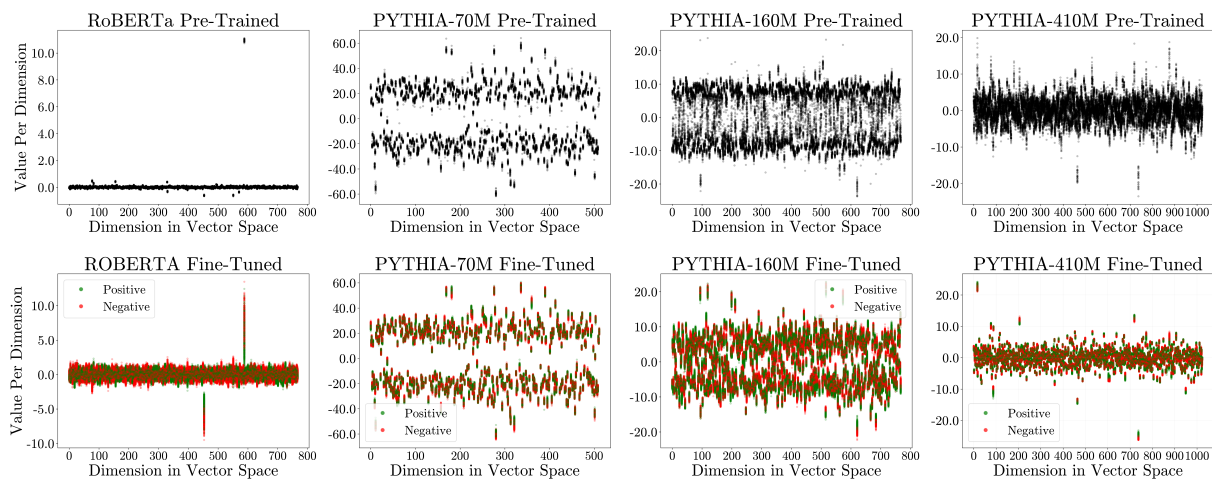 RoBERTa Pre-Trained
PYTHIA-70M Pre-Trained
PYTHIA-160M Pre-Trained
PYTHIA-410M Pre-Trained
Value Per Dimension
10.0
8.0
6.0
4.0
2.0
0.0
0 100 200 300 400 500 600 700 800
Dimension in Vector Space
60.0
40.0
20.0
0.0
-20.0
-40.0
-60.0
0 100 200 300 400 500
Dimension in Vector Space
20.0
10.0
0.0
-10.0
-20.0
0 100 200 300 400 500 600 700 800
Dimension in Vector Space
20.0
10.0
0.0
-10.0
-20.0
0 100 200 300 400 500 600 700 800 900 1000
Dimension in Vector Space
ROBERTA Fine-Tuned
PYTHIA-70M Fine-Tuned
PYTHIA-160M Fine-Tuned
PYTHIA-410M Fine-Tuned
Value Per Dimension
10.0
5.0
0.0
-5.0
-10.0
Positive
Negative
0 100 200 300 400 500 600 700 800
Dimension in Vector Space
60.0
40.0
20.0
0.0
-20.0
-40.0
-60.0
Positive
Negative
0 100 200 300 400 500
Dimension in Vector Space
20.0
10.0
0.0
-10.0
-20.0
Positive
Negative
0 100 200 300 400 500 600 700 800
Dimension in Vector Space
20.0
10.0
0.0
-10.0
-20.0
Positive
Negative
0 100 200 300 400 500 600 700 800 900 1000
Dimension in Vector Space